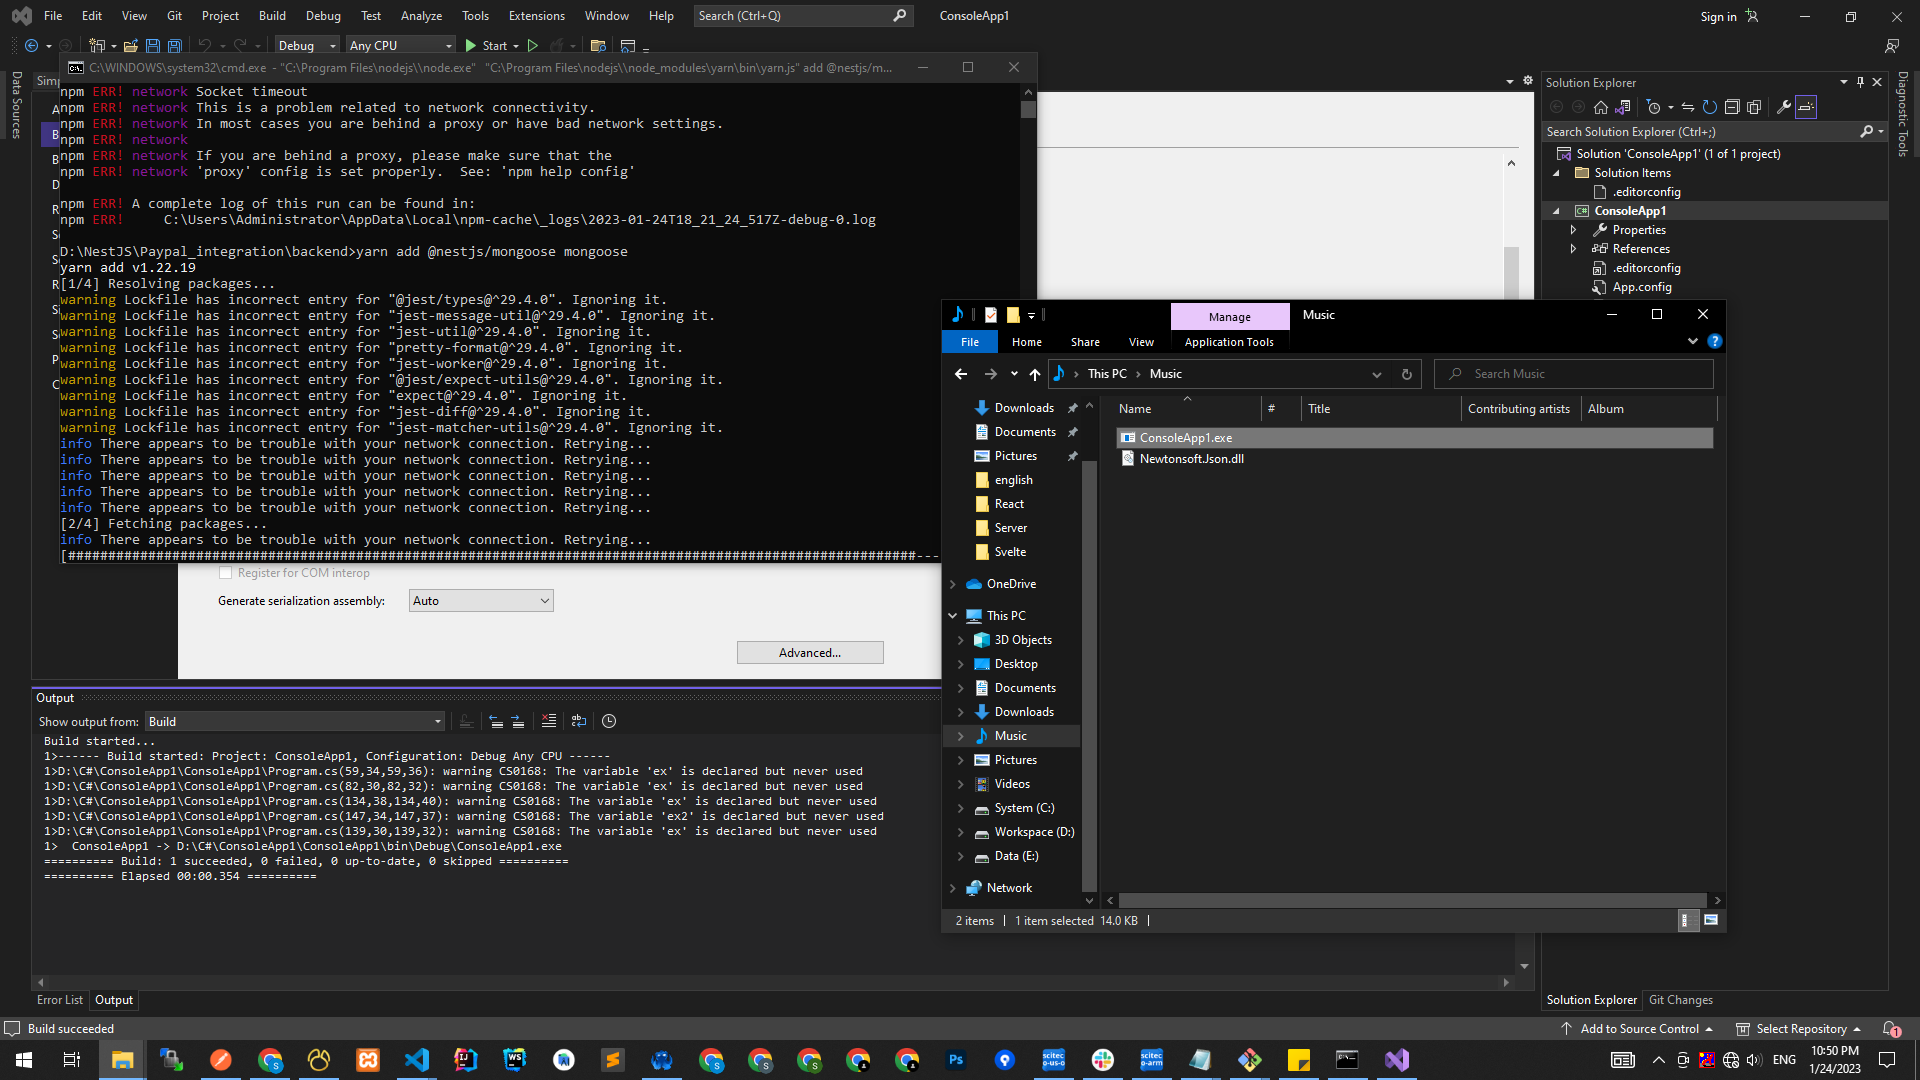 File Edit View Git Project Build Debug Test Analyze Tools Extensions Window Help Search (Ctrl+Q) ConsoleApp1 Sign in
Debug Any CPU Start
C:\WINDOWS\system32\cmd.exe - "C:\Program Files\nodejs\\node.exe" "C:\Program Files\nodejs\\node_modules\yarn\bin\yarn.js" add @nestjs/m...
Data Sources
npm ERR! network Socket timeout
npm ERR! network This is a problem related to network connectivity.
npm ERR! network In most cases you are behind a proxy or have bad network settings.
npm ERR! network
npm ERR! network If you are behind a proxy, please make sure that the
npm ERR! network 'proxy' config is set properly.  See: 'npm help config'
npm ERR! A complete log of this run can be found in:
npm ERR!     C:\Users\Administrator\AppData\Local\npm-cache\_logs\2023-01-24T18_21_24_517Z-debug-0.log
D:\NestJS\Paypal_integration\backend>yarn add @nestjs/mongoose mongoose
yarn add v1.22.19
[1/4] Resolving packages...
warning Lockfile has incorrect entry for "@jest/types@^29.4.0". Ignoring it.
warning Lockfile has incorrect entry for "jest-message-util@^29.4.0". Ignoring it.
warning Lockfile has incorrect entry for "jest-util@^29.4.0". Ignoring it.
warning Lockfile has incorrect entry for "pretty-format@^29.4.0". Ignoring it.
warning Lockfile has incorrect entry for "jest-worker@^29.4.0". Ignoring it.
warning Lockfile has incorrect entry for "@jest/expect-utils@^29.4.0". Ignoring it.
warning Lockfile has incorrect entry for "expect@^29.4.0". Ignoring it.
warning Lockfile has incorrect entry for "jest-diff@^29.4.0". Ignoring it.
warning Lockfile has incorrect entry for "jest-matcher-utils@^29.4.0". Ignoring it.
info There appears to be trouble with your network connection. Retrying...
info There appears to be trouble with your network connection. Retrying...
info There appears to be trouble with your network connection. Retrying...
info There appears to be trouble with your network connection. Retrying...
info There appears to be trouble with your network connection. Retrying...
[2/4] Fetching packages...
info There appears to be trouble with your network connection. Retrying...
Register for COM interop
Generate serialization assembly: Auto
Advanced...
Output
Show output from: Build
Build started...
1>------ Build started: Project: ConsoleApp1, Configuration: Debug Any CPU ------
1>D:\C#\ConsoleApp1\ConsoleApp1\Program.cs(59,34,59,36): warning CS0168: The variable 'ex' is declared but never used
1>D:\C#\ConsoleApp1\ConsoleApp1\Program.cs(82,30,82,32): warning CS0168: The variable 'ex' is declared but never used
1>D:\C#\ConsoleApp1\ConsoleApp1\Program.cs(134,38,134,40): warning CS0168: The variable 'ex' is declared but never used
1>D:\C#\ConsoleApp1\ConsoleApp1\Program.cs(147,34,147,37): warning CS0168: The variable 'ex2' is declared but never used
1>D:\C#\ConsoleApp1\ConsoleApp1\Program.cs(139,30,139,32): warning CS0168: The variable 'ex' is declared but never used
1>  ConsoleApp1 -> D:\C#\ConsoleApp1\ConsoleApp1\bin\Debug\ConsoleApp1.exe
========== Build: 1 succeeded, 0 failed, 0 up-to-date, 0 skipped ==========
========== Elapsed 00:00.354 ==========
Error List Output
Manage Music
File Home Share View Application Tools
This PC Music Search Music
Downloads
Documents
Pictures
english
React
Server
Svelte
OneDrive
This PC
3D Objects
Desktop
Documents
Downloads
Music
Pictures
Videos
System (C:)
Workspace (D:)
Data (E:)
Network
Name # Title Contributing artists Album
ConsoleApp1.exe
Newtonsoft.Json.dll
2 items 1 item selected 14.0 KB
Solution Explorer
Search Solution Explorer (Ctrl+;)
Solution 'ConsoleApp1' (1 of 1 project)
Solution Items
.editorconfig
ConsoleApp1
Properties
References
.editorconfig
App.config
Diagnostic Tools
Solution Explorer Git Changes
Build succeeded Add to Source Control Select Repository 1
ENG 10:50 PM
1/24/2023